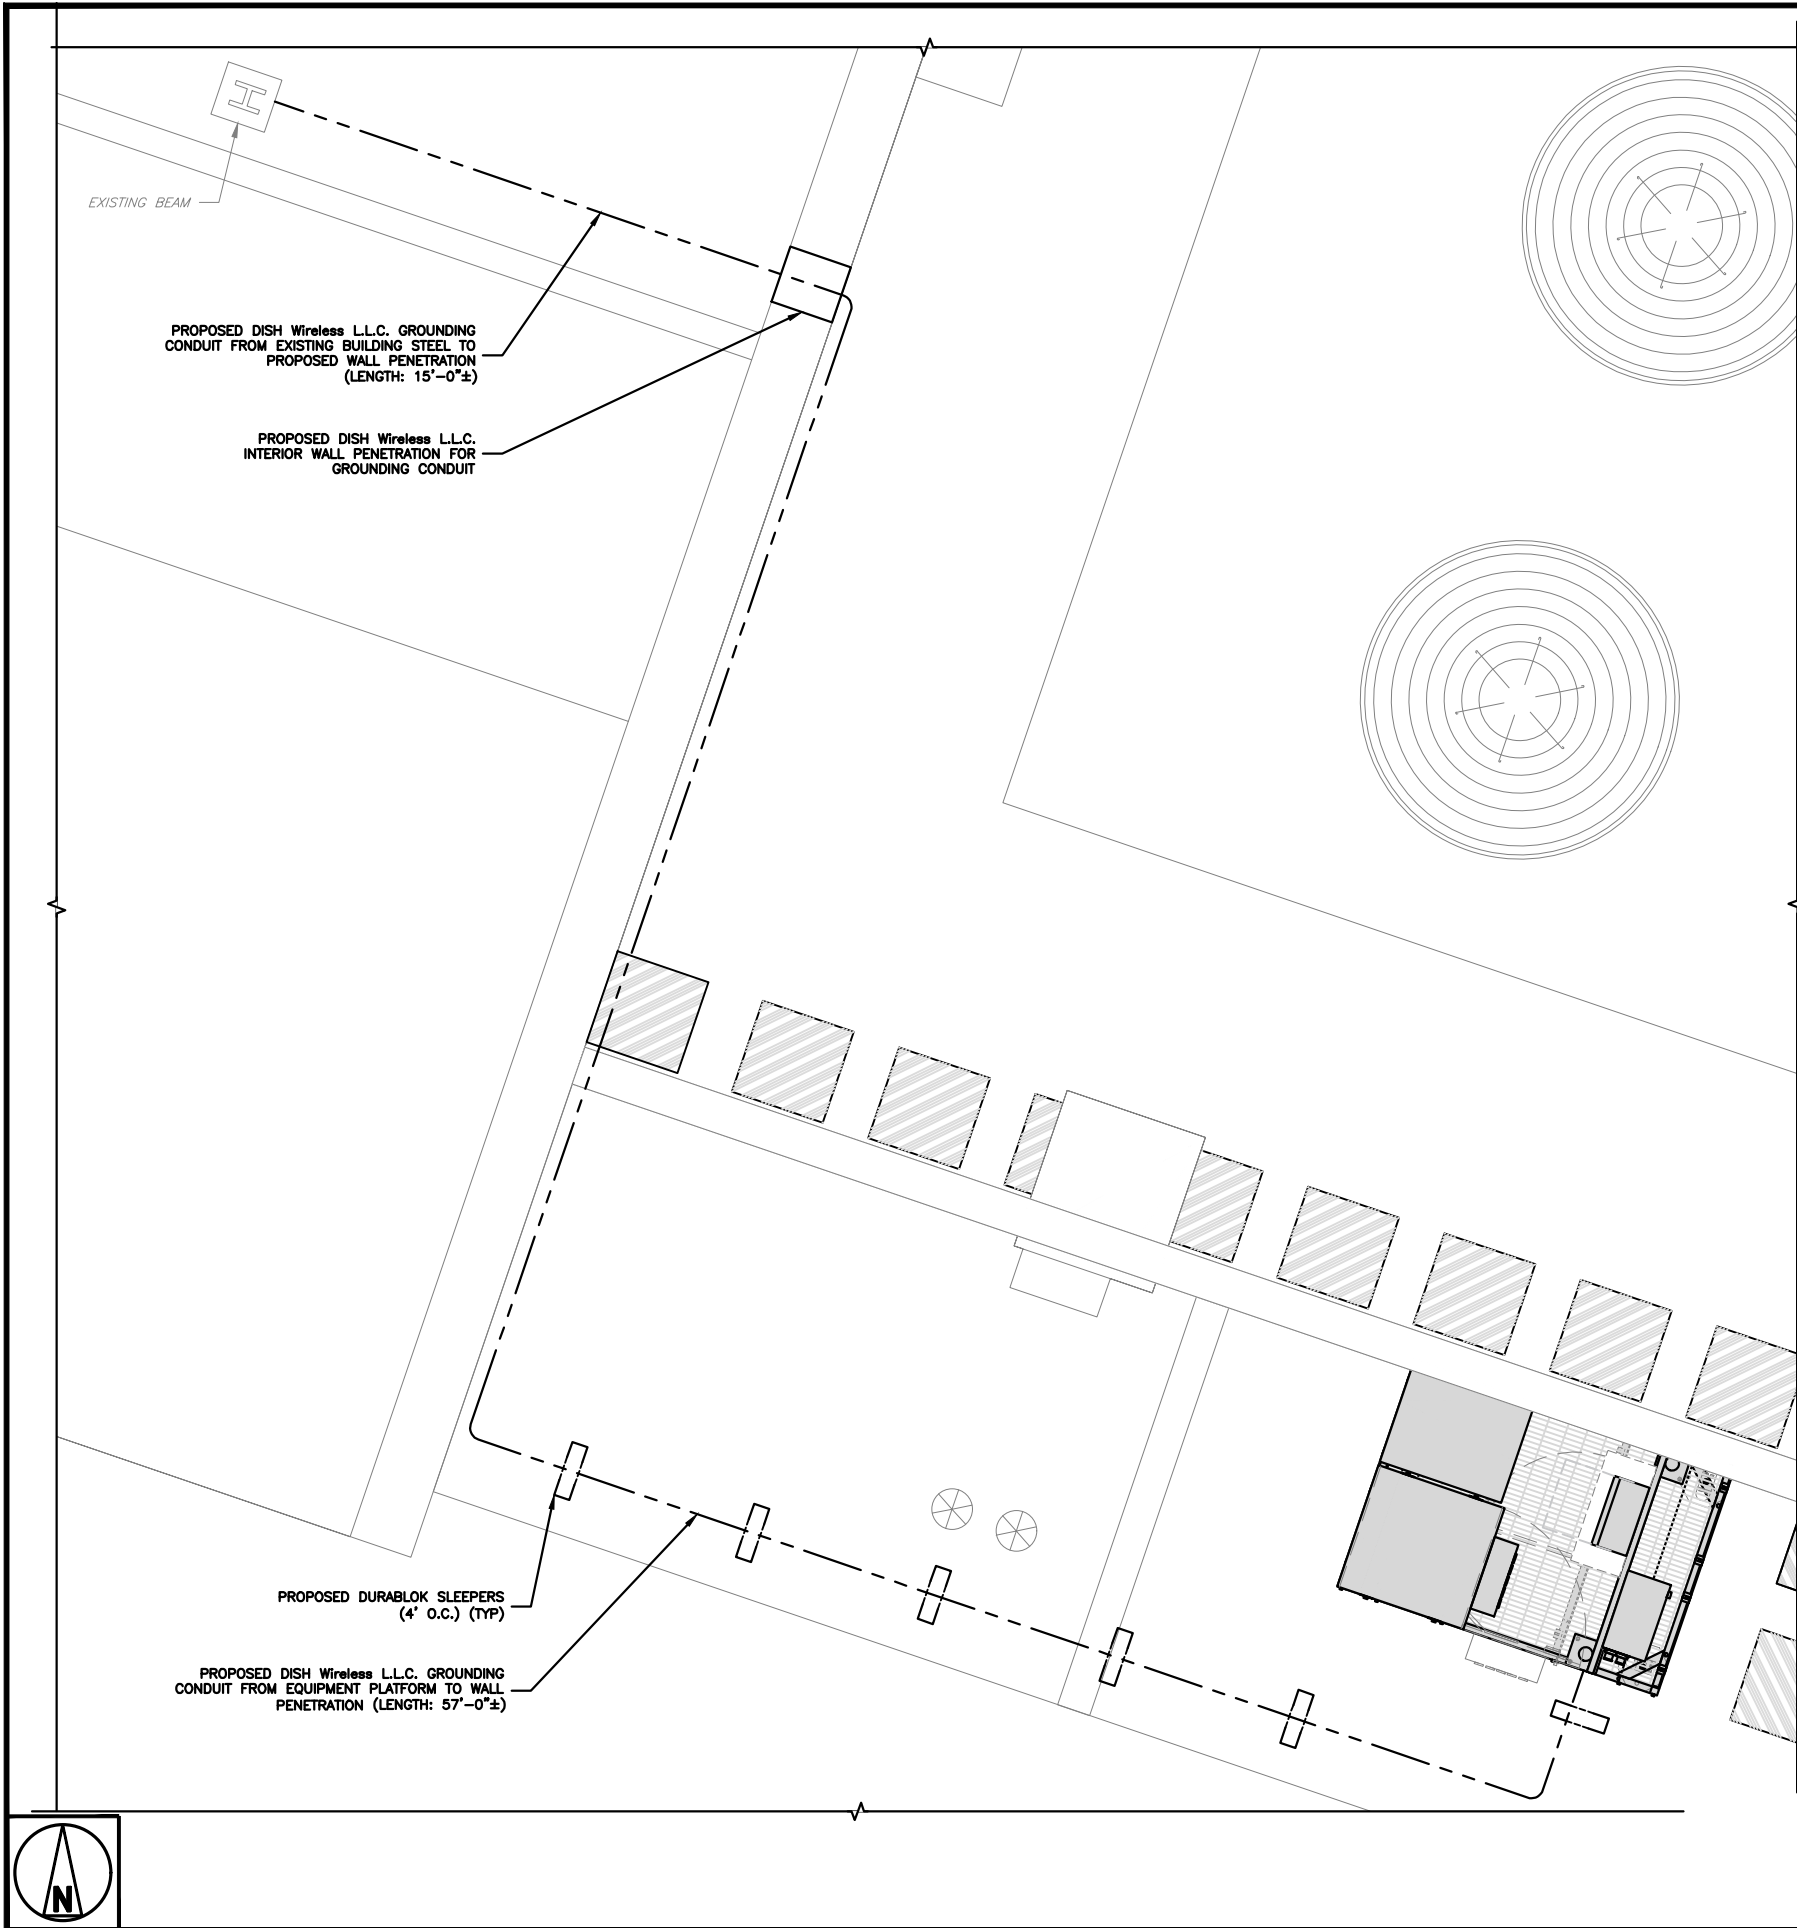 EXISTING BEAM
PROPOSED DISH Wireless L.L.C. GROUNDING
CONDUIT FROM EXISTING BUILDING STEEL TO
PROPOSED WALL PENETRATION
(LENGTH: 15'-0"±)
PROPOSED DISH Wireless L.L.C.
INTERIOR WALL PENETRATION FOR
GROUNDING CONDUIT
PROPOSED DURABLOK SLEEPERS
(4' O.C.) (TYP)
PROPOSED DISH Wireless L.L.C. GROUNDING
CONDUIT FROM EQUIPMENT PLATFORM TO WALL
PENETRATION (LENGTH: 57'-0"±)
N